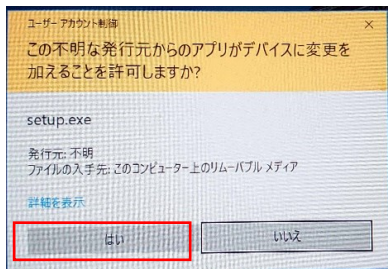 ユーザー アカウント制御
この不明な発行元からのアプリがデバイスに変更を
加えることを許可しますか?
setup.exe
発行元: 不明
ファイルの入手先: このコンピューター上のリムーバブル メディア
詳細を表示
はい
いいえ